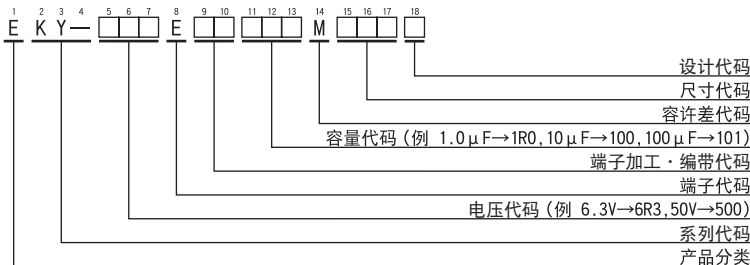 1 2 3 4 5 6 7 8 9 10 11 12 13 14 15 16 17 18
E KY— □□□ E □□ □□□ M □□□ □
设计代码
尺寸代码
容许差代码
容量代码(例 1.0μF→1R0,10μF→100,100μF→101)
端子加工・编带代码
端子代码
电压代码(例 6.3V→6R3,50V→500)
系列代码
产品分类